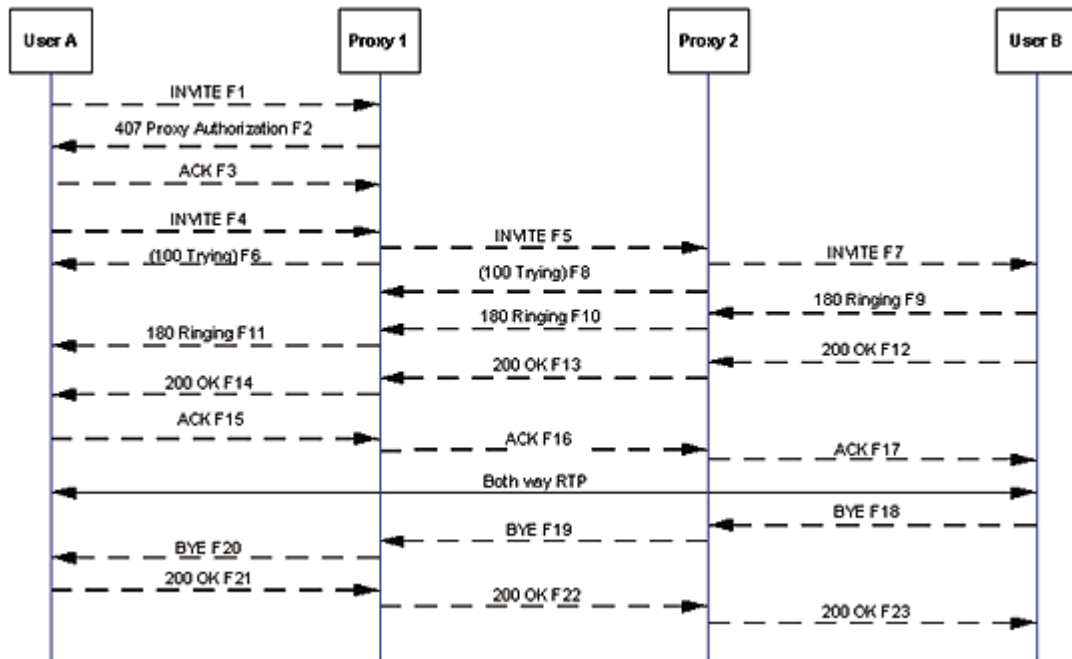 User A
Proxy 1
Proxy 2
User B
INVITE F1
407 Proxy Authorization F2
ACK F3
INVITE F4
INVITE F5
(100 Trying) F6
INVITE F7
(100 Trying) F8
180 Ringing F9
180 Ringing F10
180 Ringing F11
200 OK F12
200 OK F13
200 OK F14
ACK F15
ACK F16
ACK F17
Both way RTP
BYE F18
BYE F19
BYE F20
200 OK F21
200 OK F22
200 OK F23